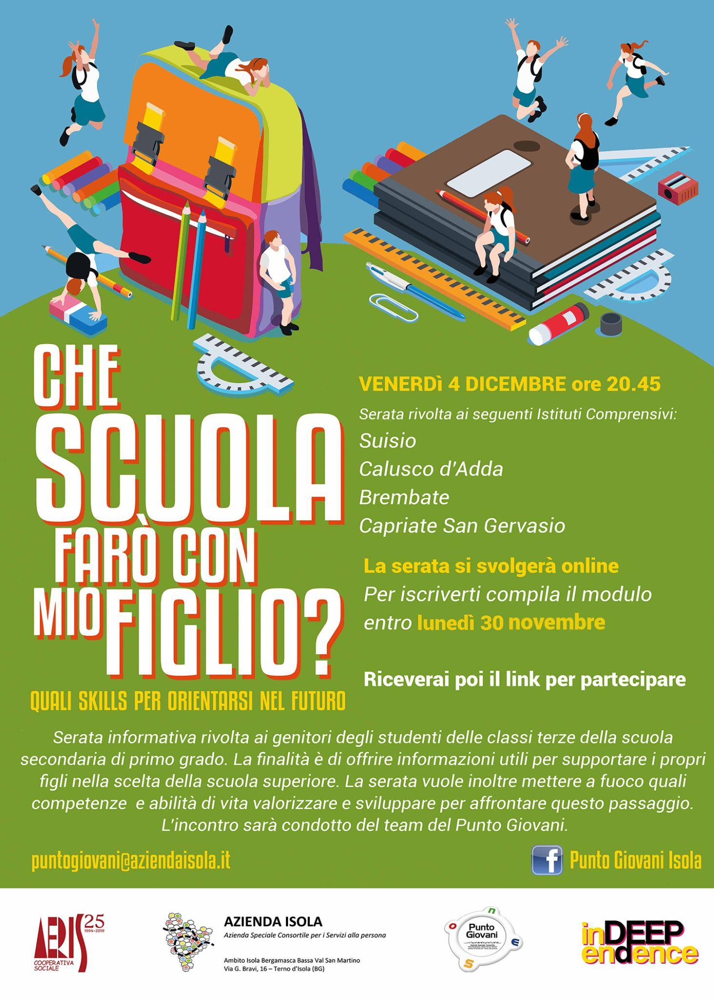 CHE
SCUOLA
FARÒ CON
MIO FIGLIO?
QUALI SKILLS PER ORIENTARSI NEL FUTURO
VENERDÌ 4 DICEMBRE ore 20.45
Serata rivolta ai seguenti Istituti Comprensivi:
Suisio
Calusco d'Adda
Brembate
Capriate San Gervasio
La serata si svolgerà online
Per iscriverti compila il modulo
entro lunedì 30 novembre
Riceverai poi il link per partecipare
Serata informativa rivolta ai genitori degli studenti delle classi terze della scuola
secondaria di primo grado. La finalità è di offrire informazioni utili per supportare i propri
figli nella scelta della scuola superiore. La serata vuole inoltre mettere a fuoco quali
competenze e abilità di vita valorizzare e sviluppare per affrontare questo passaggio.
L'incontro sarà condotto del team del Punto Giovani.
puntogiovani@aziendaisola.it
f Punto Giovani Isola
AERIS 25
1994-2019
COOPERATIVA
SOCIALE
AZIENDA ISOLA
Azienda Speciale Consortile per i Servizi alla persona
Ambito Isola Bergamasca Bassa Val San Martino
Via G. Bravi, 16 – Terno d'Isola (BG)
Punto
Giovani
Azienda Speciale Consortile
o n e s
inDEEP
endence